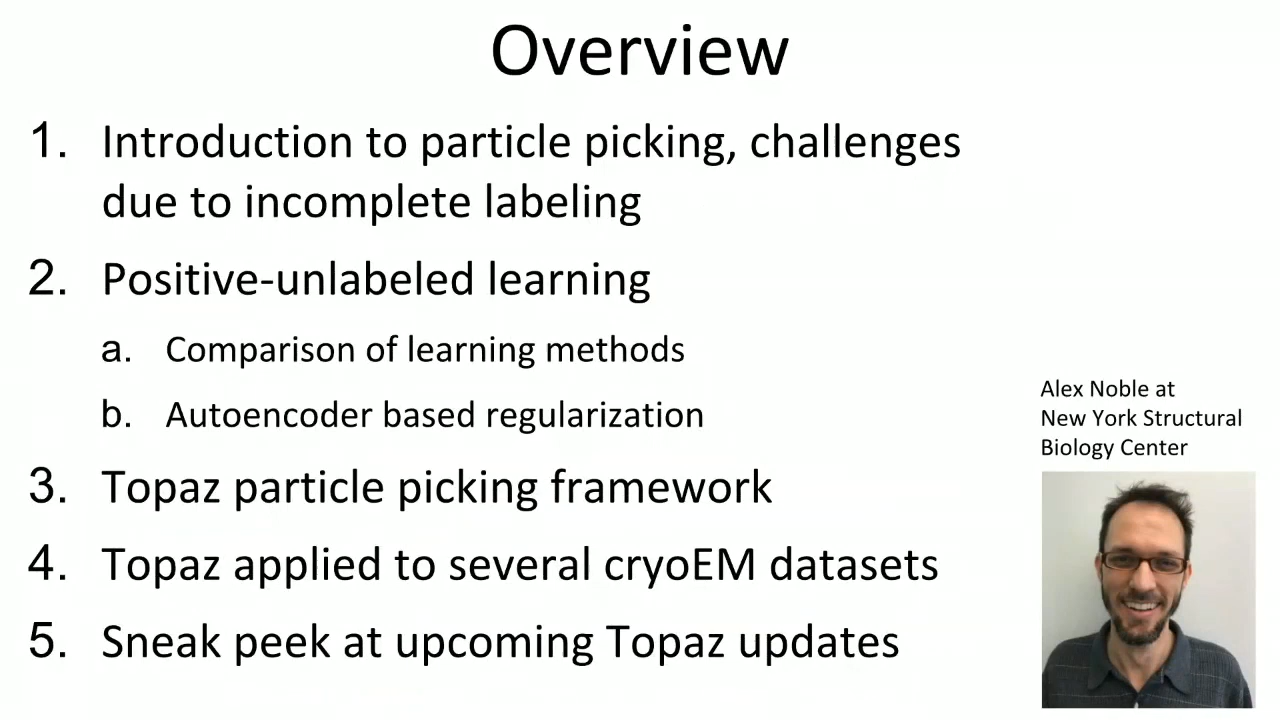 Overview
1. Introduction to particle picking, challenges
due to incomplete labeling
2. Positive-unlabeled learning
a. Comparison of learning methods
b. Autoencoder based regularization
3. Topaz particle picking framework
4. Topaz applied to several cryoEM datasets
5. Sneak peek at upcoming Topaz updates
Alex Noble at
New York Structural
Biology Center